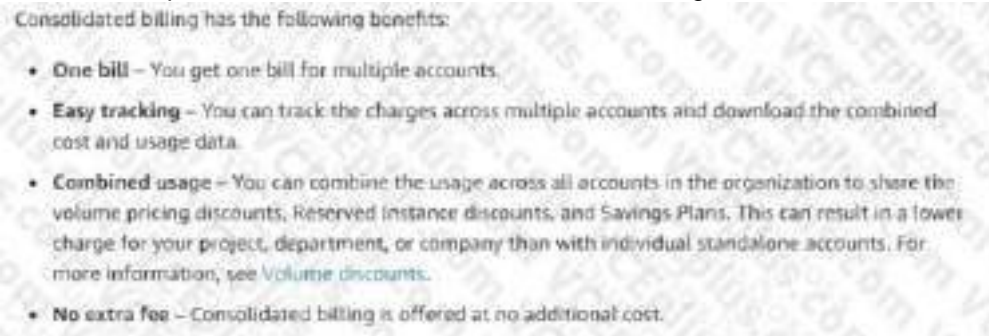 Consolidated billing has the following benefits:
• One bill – You get one bill for multiple accounts.
• Easy tracking – You can track the charges across multiple accounts and download the combined
cost and usage data.
• Combined usage – You can combine the usage across all accounts in the organization to share the
volume pricing discounts, Reserved Instance discounts, and Savings Plans. This can result in a lower
charge for your project, department, or company than with individual standalone accounts. For
more information, see Volume discounts.
• No extra fee – Consolidated billing is offered at no additional cost.